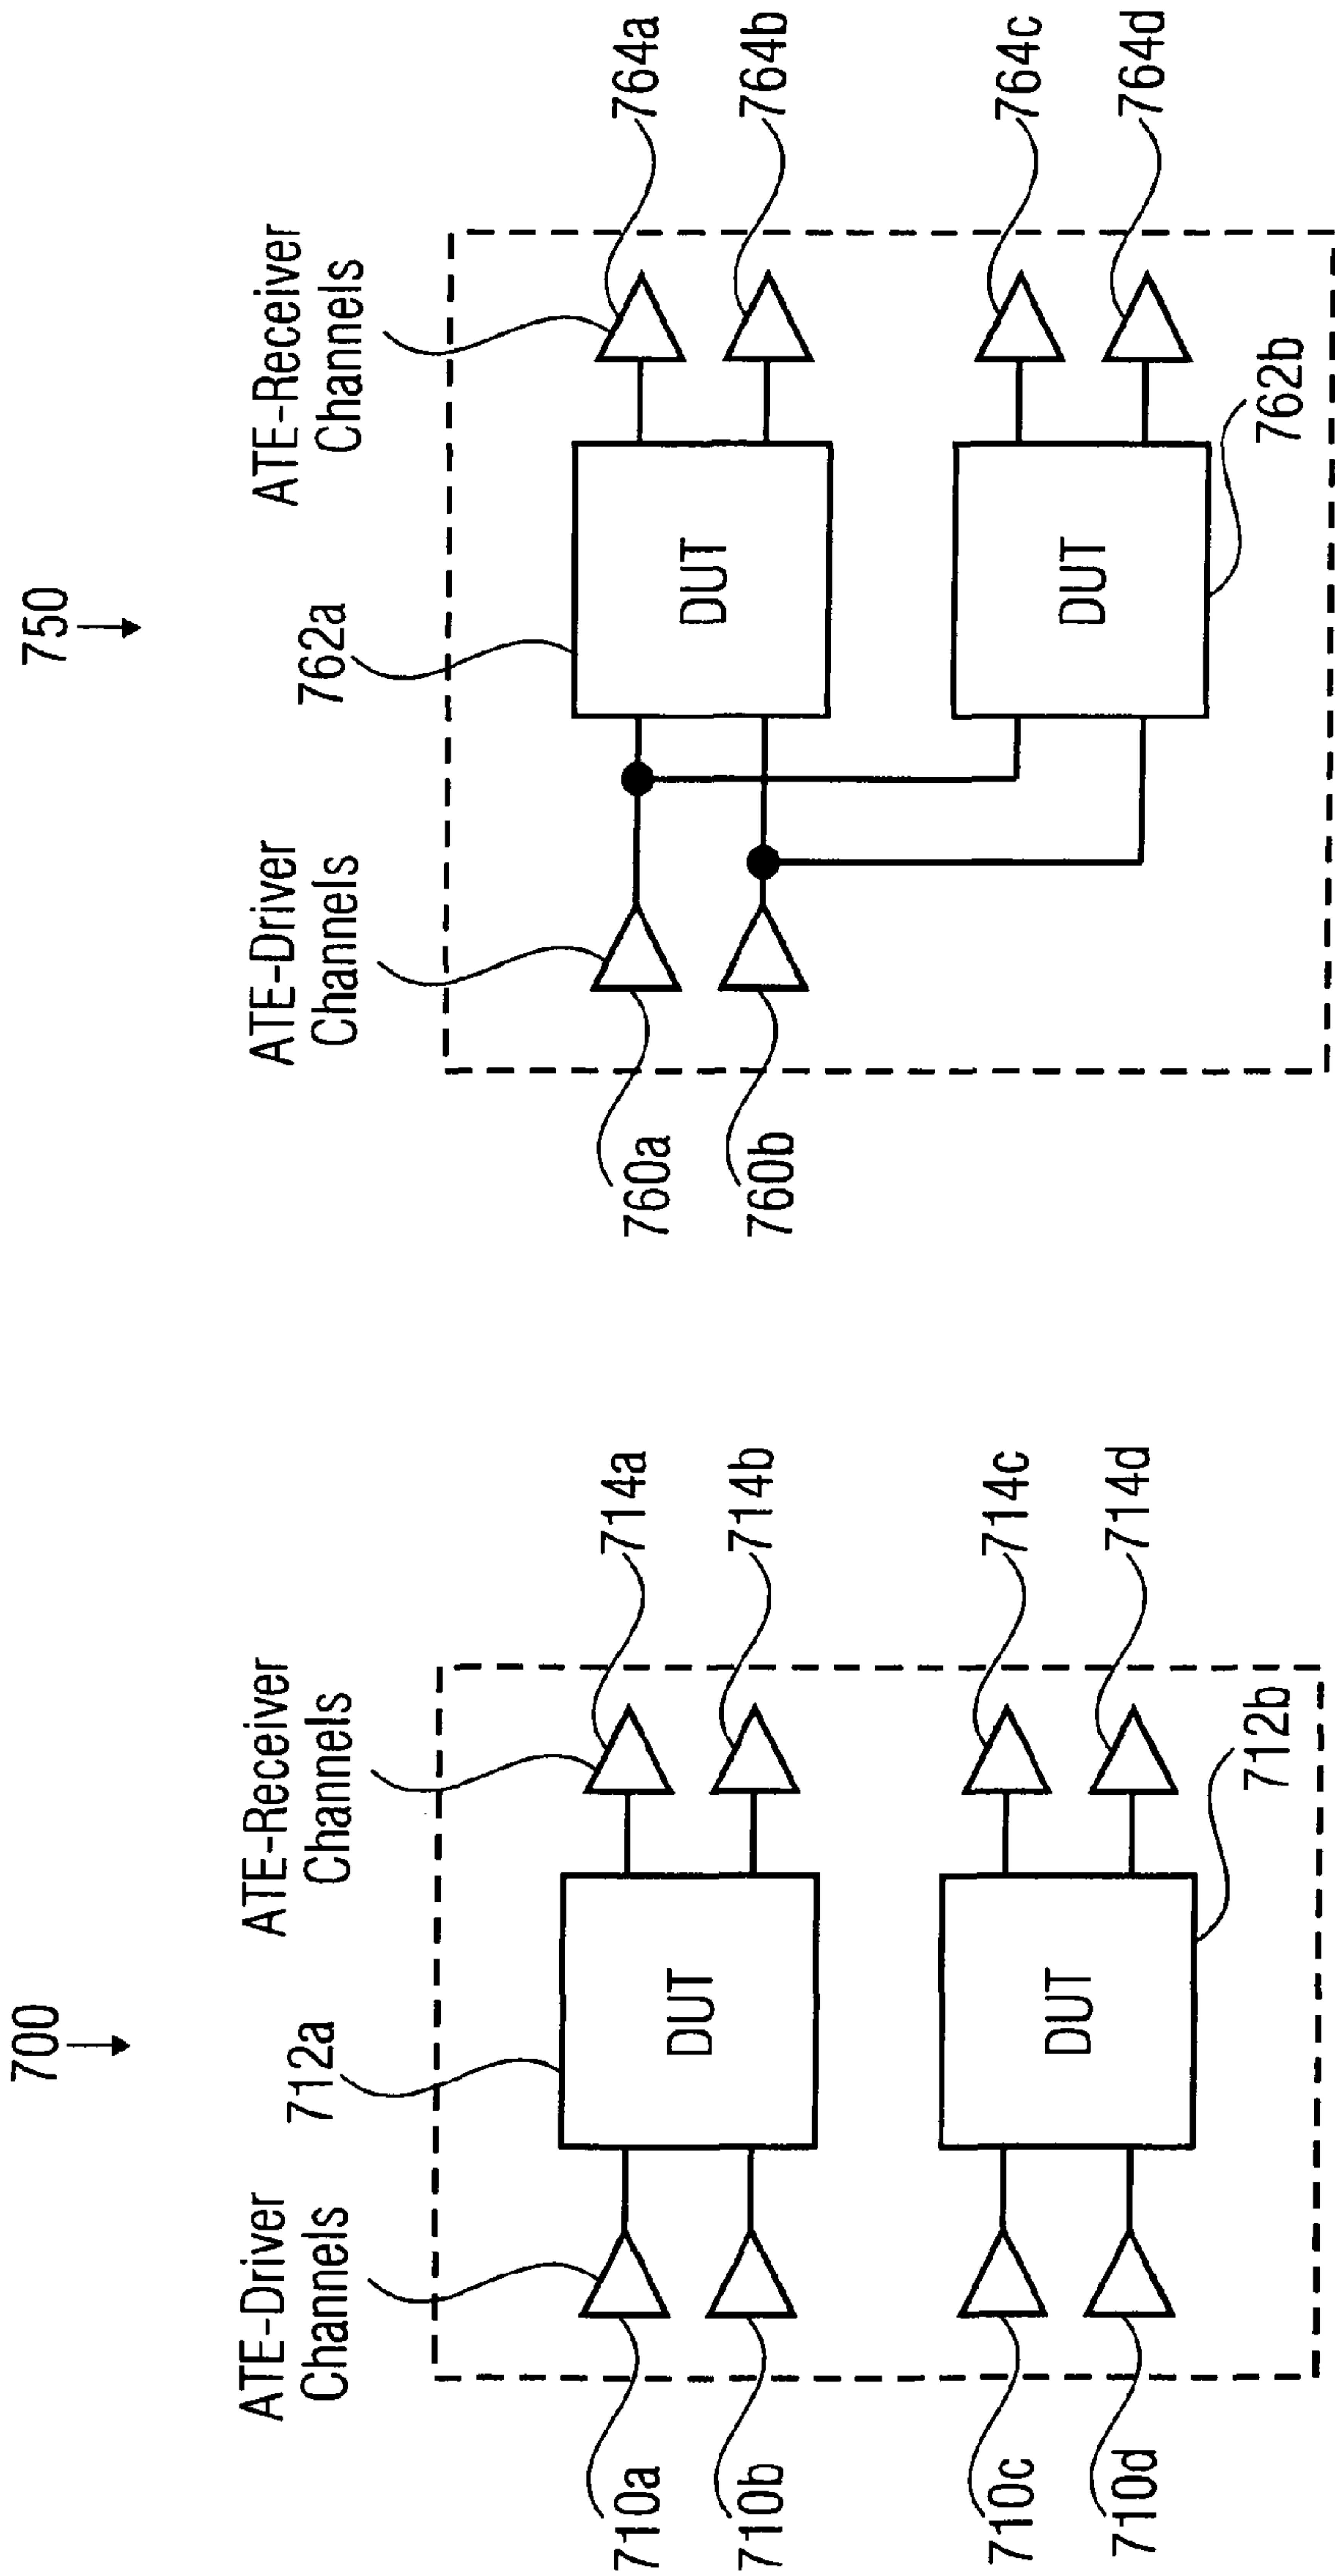 700
ATE-Driver
Channels
712a
ATE-Receiver
Channels
710a
710b
710c
710d
DUT
DUT
714a
714b
714c
714d
712b
750
ATE-Driver
Channels
762a
ATE-Receiver
Channels
760a
760b
DUT
DUT
764a
764b
764c
764d
762b